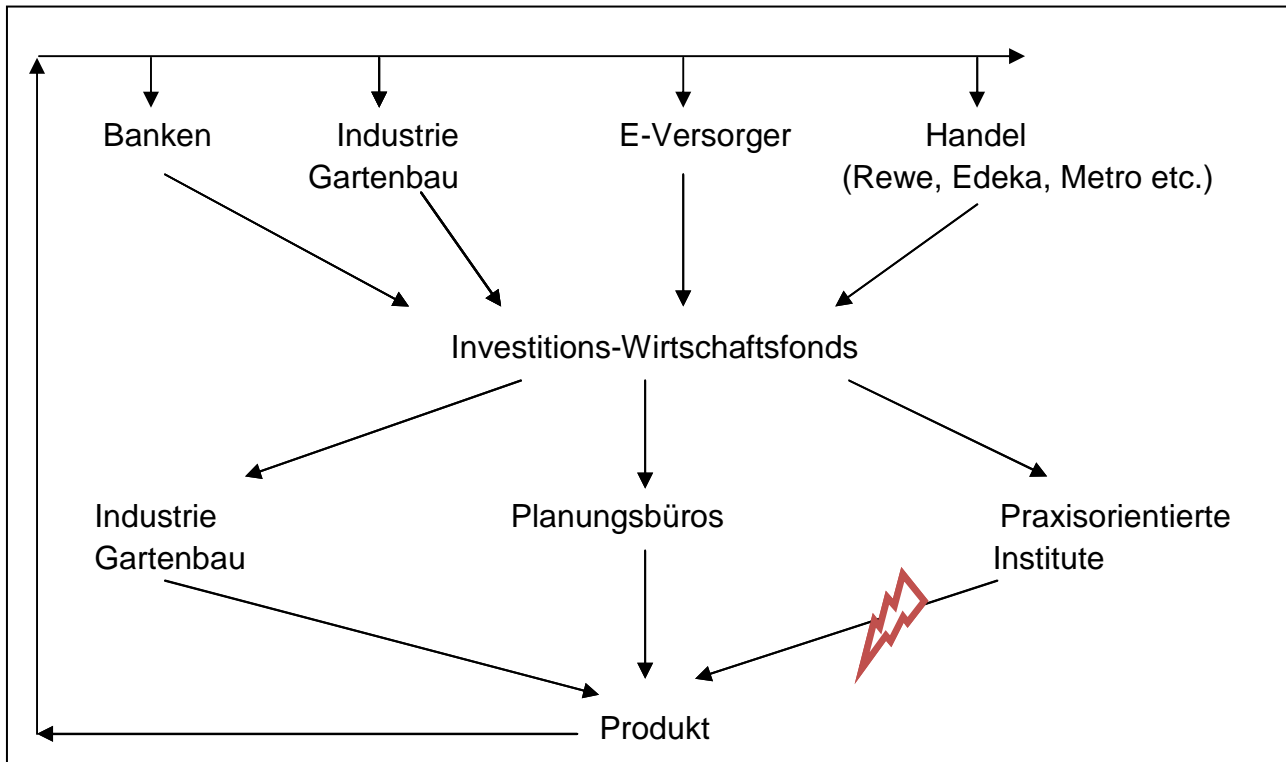 Banken
Industrie
Gartenbau
E-Versorger
Handel
(Rewe, Edeka, Metro etc.)
Investitions-Wirtschaftsfonds
Industrie
Gartenbau
Planungsbüros
Praxisorientierte
Institute
Produkt